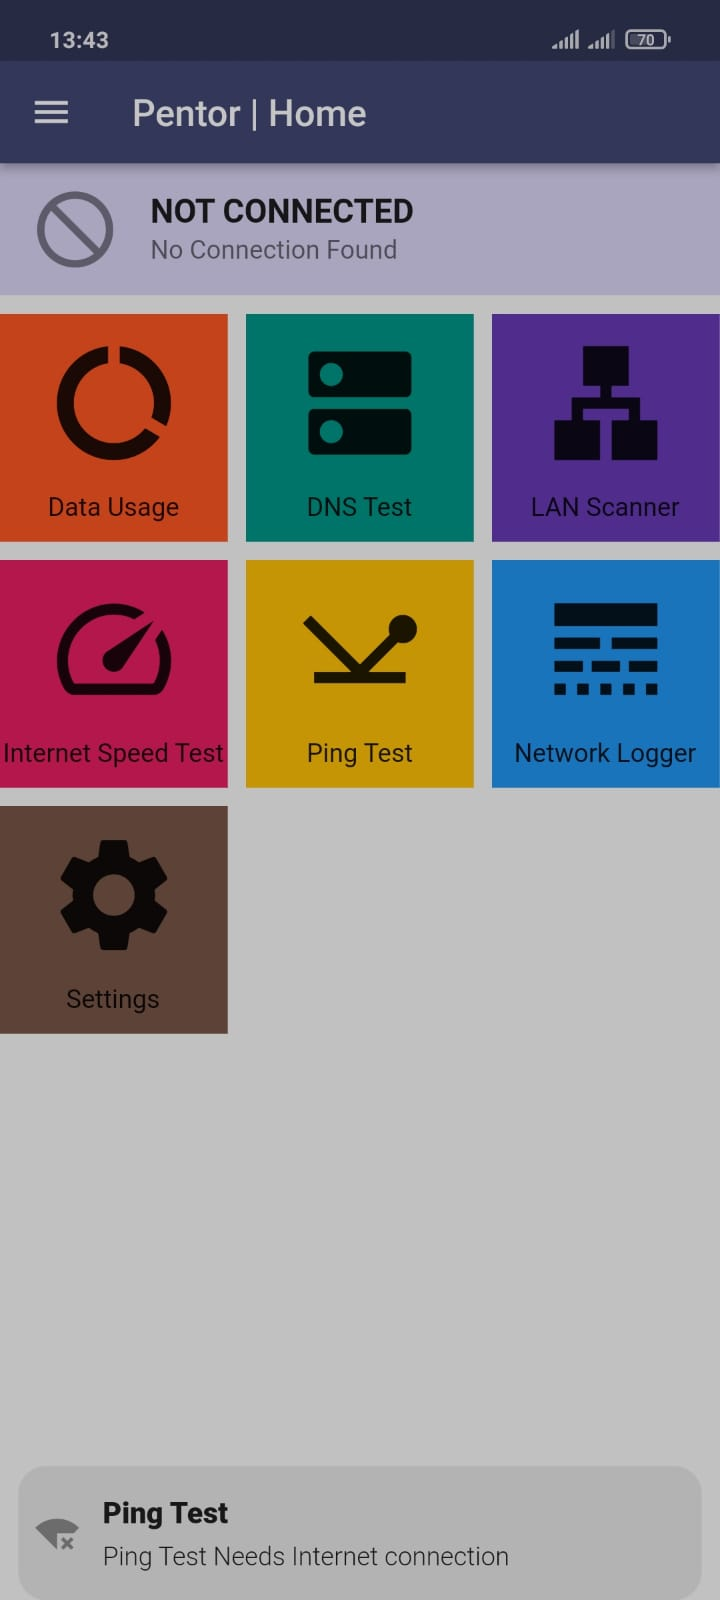 13:43
70
Pentor | Home
NOT CONNECTED
No Connection Found
Data Usage
DNS Test
LAN Scanner
Internet Speed Test
Ping Test
Network Logger
Settings
Ping Test
Ping Test Needs Internet connection